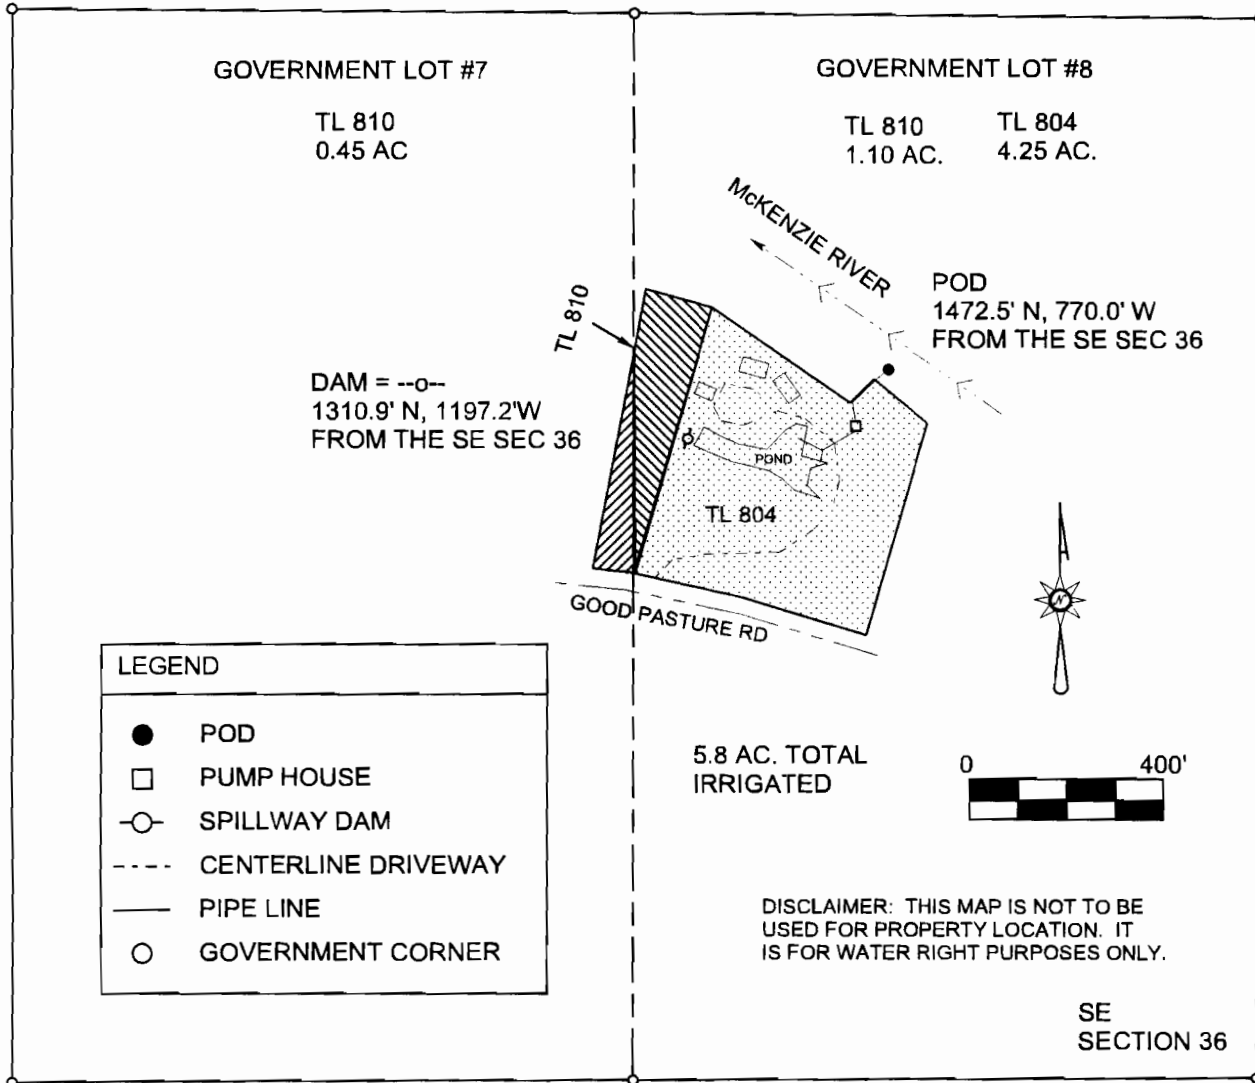 GOVERNMENT LOT #7
TL 810
0.45 AC
GOVERNMENT LOT #8
TL 810
1.10 AC.
TL 804
4.25 AC.
McKENZIE RIVER
POD
1472.5' N, 770.0' W
FROM THE SE SEC 36
TL 810
DAM = --o--
1310.9' N, 1197.2'W
FROM THE SE SEC 36
POND
TL 804
GOOD PASTURE RD
N
LEGEND
POD
PUMP HOUSE
SPILLWAY DAM
CENTERLINE DRIVEWAY
PIPE LINE
GOVERNMENT CORNER
5.8 AC. TOTAL
IRRIGATED
0 400'
DISCLAIMER: THIS MAP IS NOT TO BE
USED FOR PROPERTY LOCATION. IT
IS FOR WATER RIGHT PURPOSES ONLY.
SE
SECTION 36